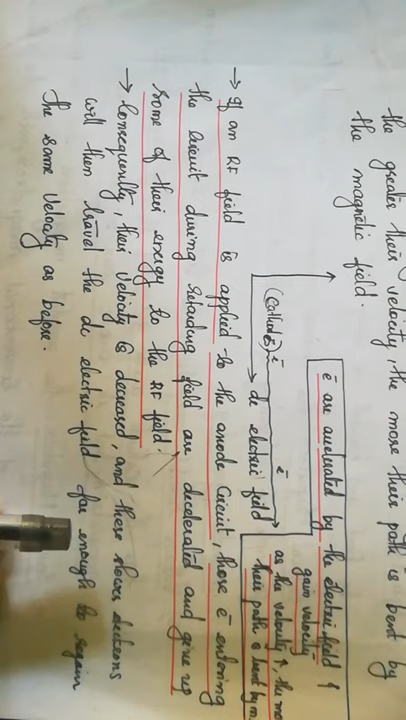 the greater their velocity, the more their path is bent by
the magnetic field.
ē are accelerated by the electric field &
gain velocity
as the velocity ↑, the mo
their path is bent by m
(cathode) -ē
ē
dc electric field
→ If an RF field is applied to the anode circuit, those ē entering
the circuit during retarding field are decelerated and give up
some of their energy to the RF field.
→ Consequently, their velocity is decreased, and these slower electrons
will then travel the dc electric field far enough to regain
the same velocity as before.